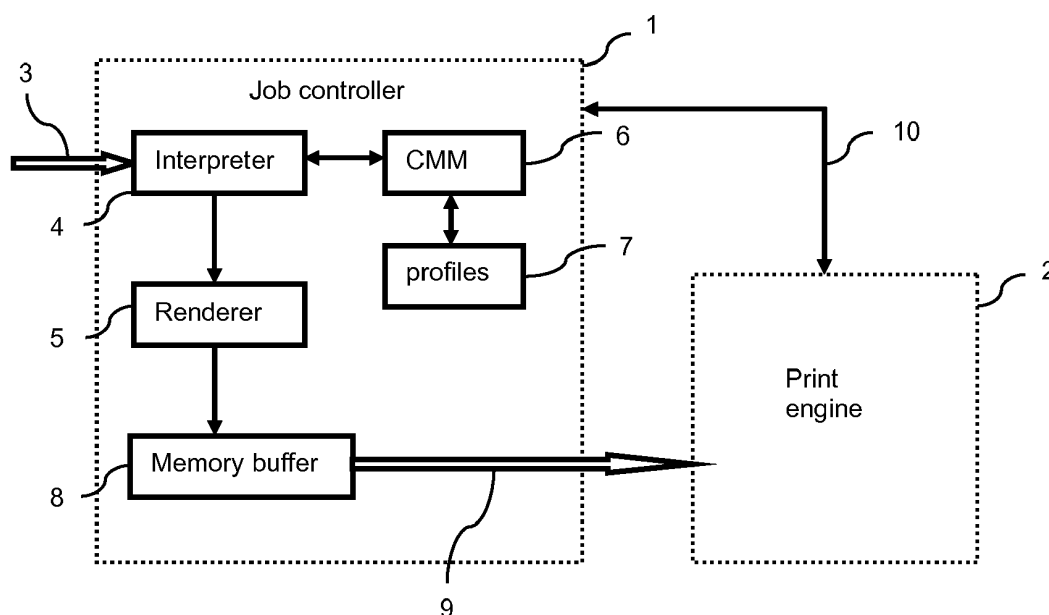 1
3
Job controller
Interpreter
CMM
6
10
4
profiles
7
2
5
Renderer
Print
engine
8
Memory buffer
9